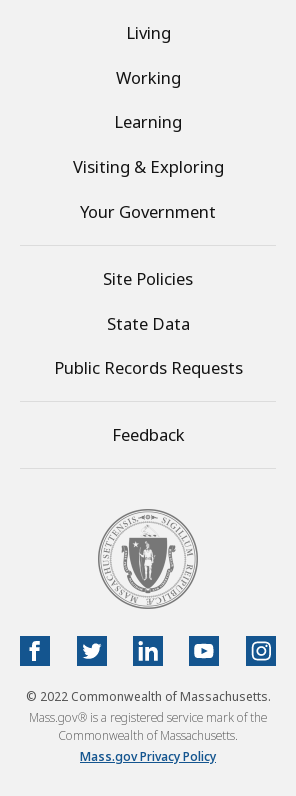 Living
Working
Learning
Visiting & Exploring
Your Government
Site Policies
State Data
Public Records Requests
Feedback
SIGILLUM REIPUBLICÆ MASSACHUSETTENSIS
© 2022 Commonwealth of Massachusetts.
Mass.gov® is a registered service mark of the
Commonwealth of Massachusetts.
Mass.gov Privacy Policy